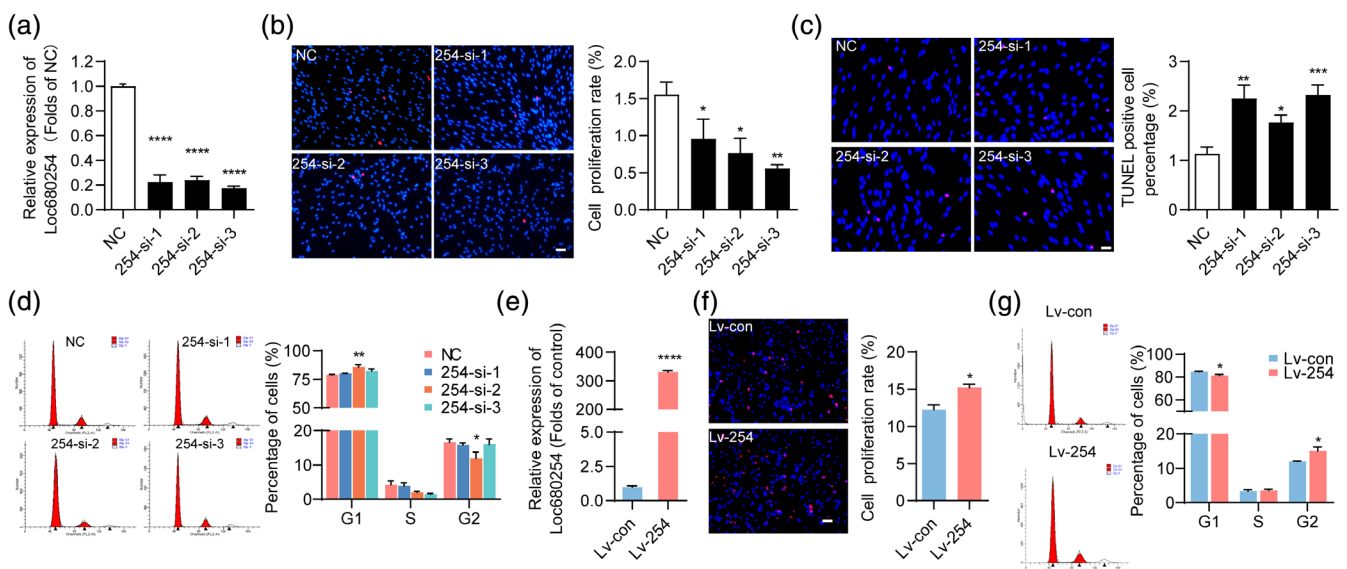 (a)
Relative expression of
Loc680254 (Folds of NC)
1.2
1.0
0.8
0.6
0.4
0.2
0.0
****
****
****
NC
254-si-1
254-si-2
254-si-3
(b)
NC
254-si-1
254-si-2
254-si-3
Cell proliferation rate (%)
2.0
1.5
1.0
0.5
0.0
*
*
**
NC
254-si-1
254-si-2
254-si-3
(c)
NC
254-si-1
254-si-2
254-si-3
TUNEL positive cell
percentage (%)
4
3
2
1
0
**
*
***
NC
254-si-1
254-si-2
254-si-3
(d)
NC
254-si-1
254-si-2
254-si-3
Number
Channels (FL2-A)
Percentage of cells (%)
100
75
50
20
10
0
**
*
G1
S
G2
NC
254-si-1
254-si-2
254-si-3
(e)
Relative expression of
Loc680254 (Folds of control)
400
300
200
100
2
1
0
****
Lv-con
Lv-254
(f)
Lv-con
Lv-254
Cell proliferation rate (%)
20
15
10
5
0
*
Lv-con
Lv-254
(g)
Lv-con
Lv-254
Percentage of cells (%)
100
80
60
40
20
10
0
*
*
G1
S
G2
Lv-con
Lv-254